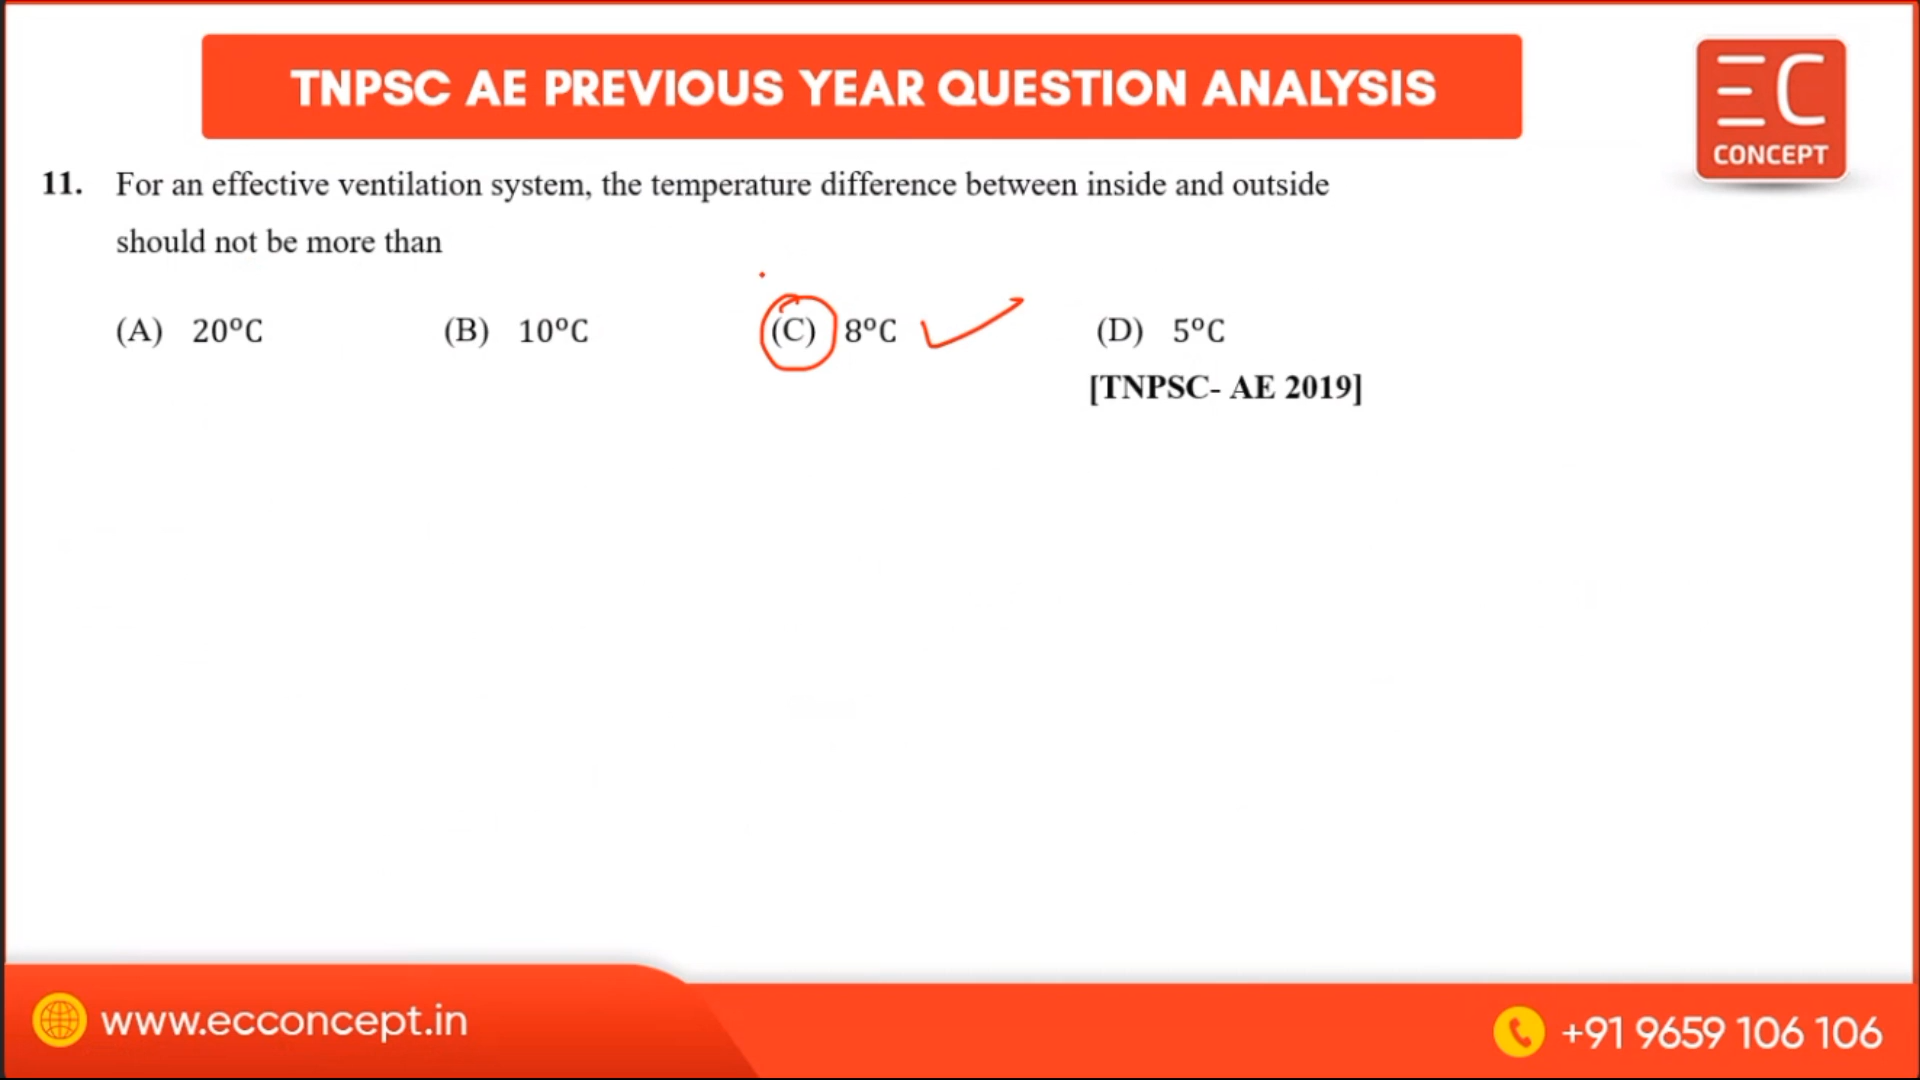 TNPSC AE PREVIOUS YEAR QUESTION ANALYSIS
EC
CONCEPT
11. For an effective ventilation system, the temperature difference between inside and outside
should not be more than
(A) 20°C (B) 10°C (C) 8°C (D) 5°C
[TNPSC- AE 2019]
www.ecconcept.in
+91 9659 106 106